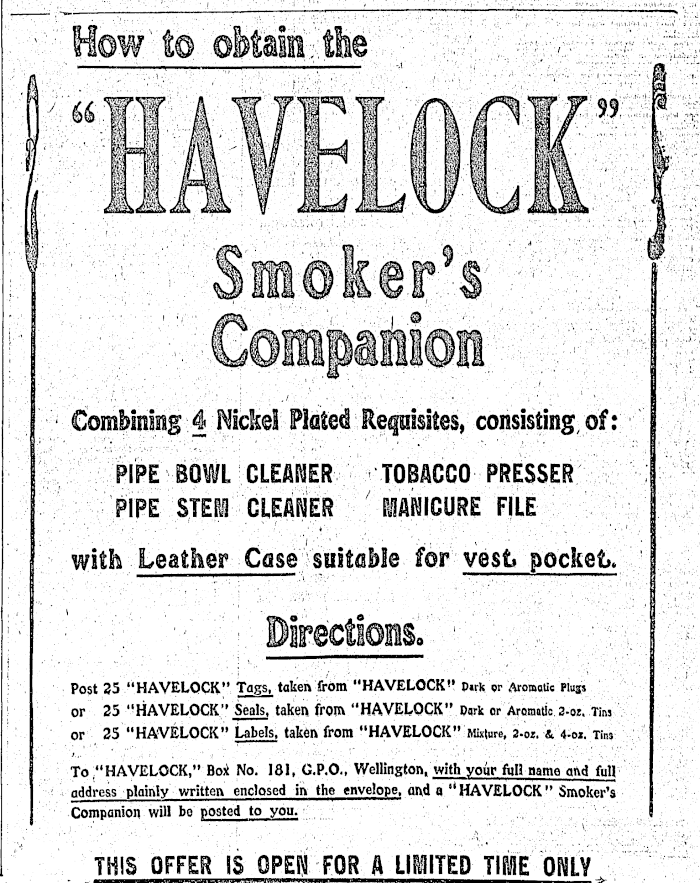 How to obtain the
"HAVELOCK"
Smoker's
Companion
Combining 4 Nickel Plated Requisites, consisting of:
PIPE BOWL CLEANER TOBACCO PRESSER
PIPE STEM CLEANER MANICURE FILE
with Leather Case suitable for vest pocket.
Directions.
Post 25 "HAVELOCK" Tags, taken from "HAVELOCK" Dark or Aromatic Plugs
or 25 "HAVELOCK" Seals, taken from "HAVELOCK" Dark or Aromatic 2-oz. Tins
or 25 "HAVELOCK" Labels, taken from "HAVELOCK" Mixture, 2-oz. & 4-oz. Tins
To "HAVELOCK," Box No. 181, G.P.O., Wellington, with your full name and full
address plainly written enclosed in the envelope, and a "HAVELOCK" Smoker's
Companion will be posted to you.
THIS OFFER IS OPEN FOR A LIMITED TIME ONLY